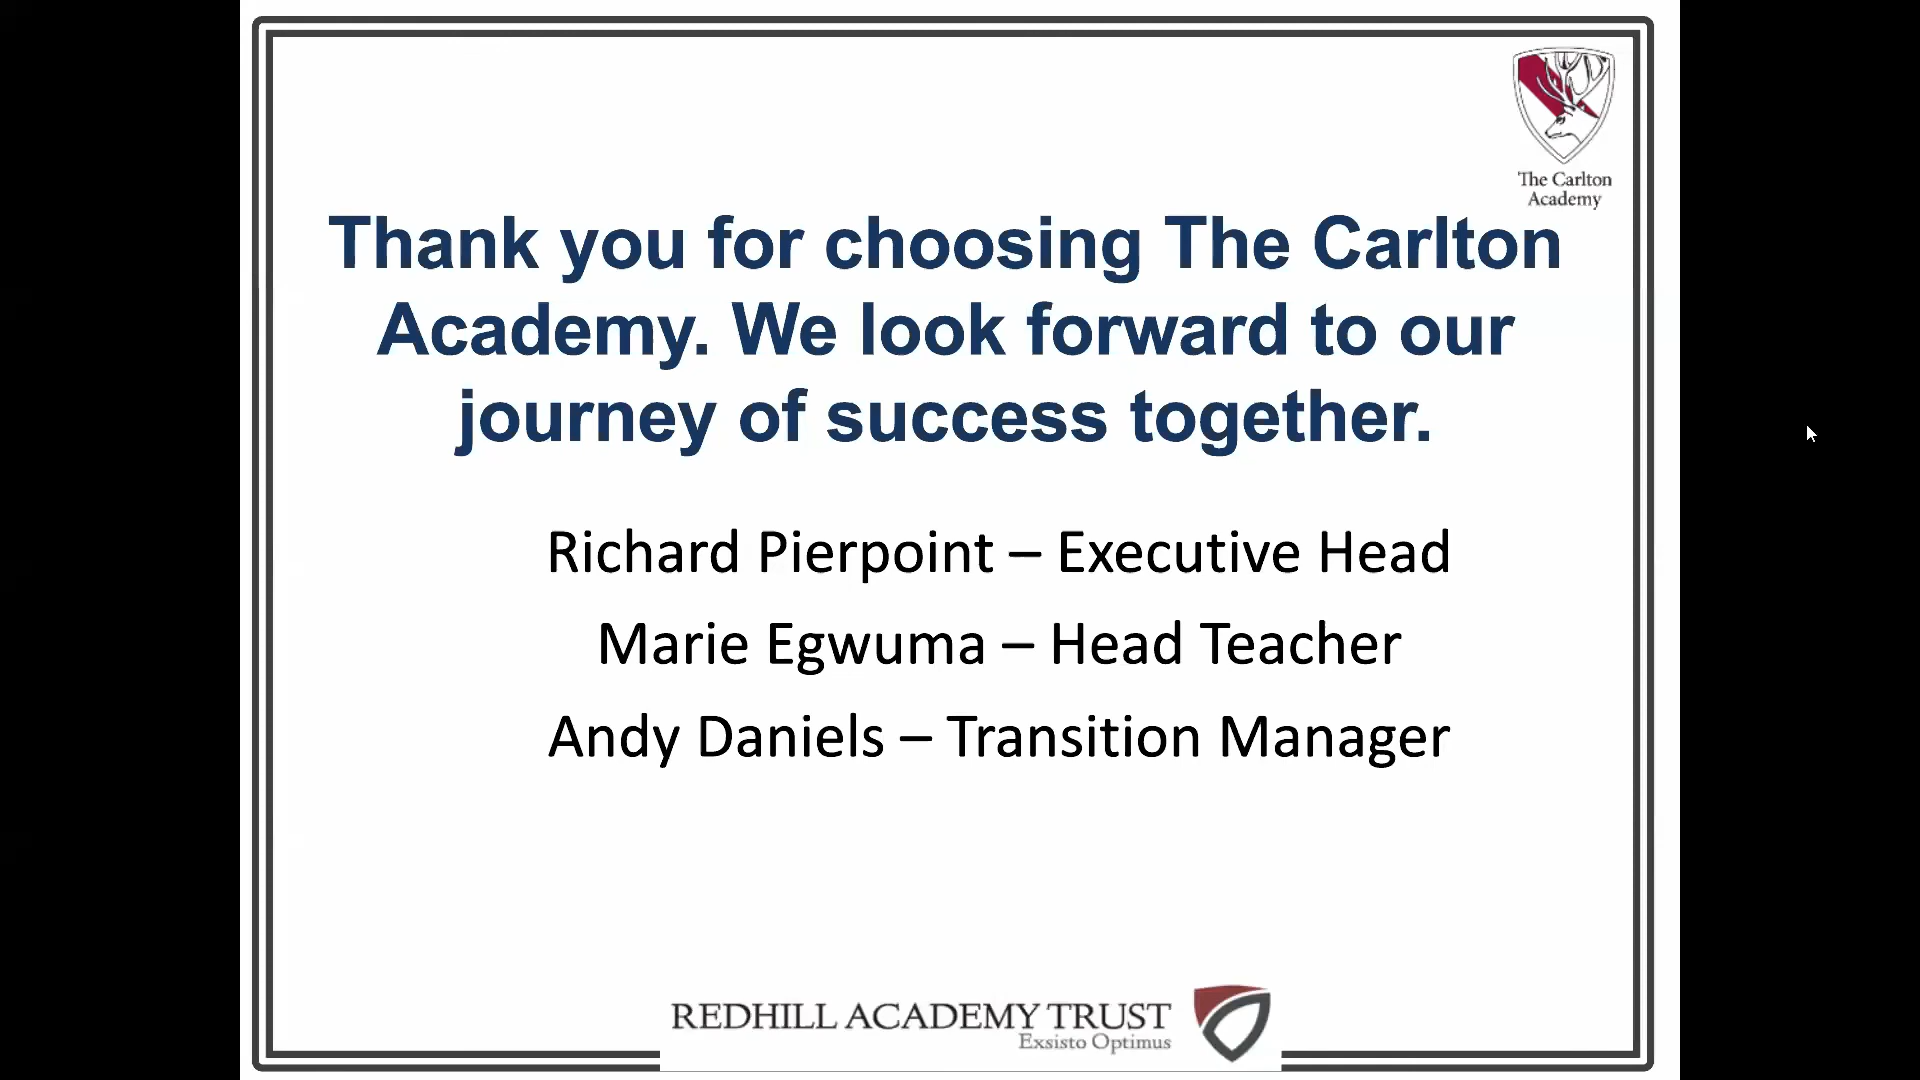 The Carlton
Academy
Thank you for choosing The Carlton
Academy. We look forward to our
journey of success together.
Richard Pierpoint – Executive Head
Marie Egwuma – Head Teacher
Andy Daniels – Transition Manager
REDHILL ACADEMY TRUST
Exsisto Optimus